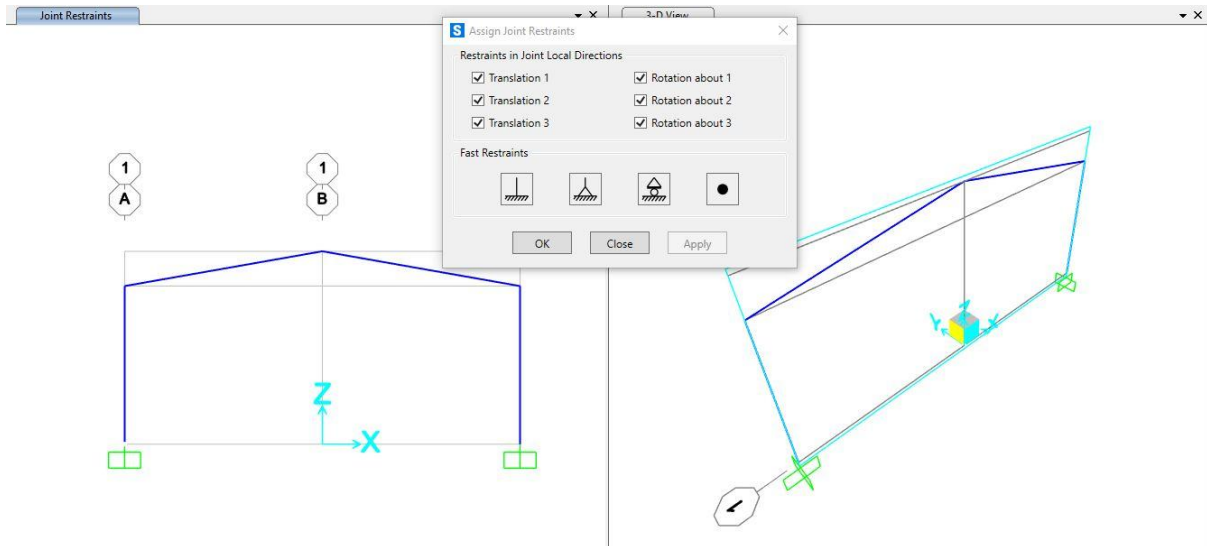 Joint Restraints
3-D View
S Assign Joint Restraints
Restraints in Joint Local Directions
Translation 1
Rotation about 1
Translation 2
Rotation about 2
Translation 3
Rotation about 3
Fast Restraints
OK Close Apply
1
1
A
B
Z
X
Z
Y
X
1